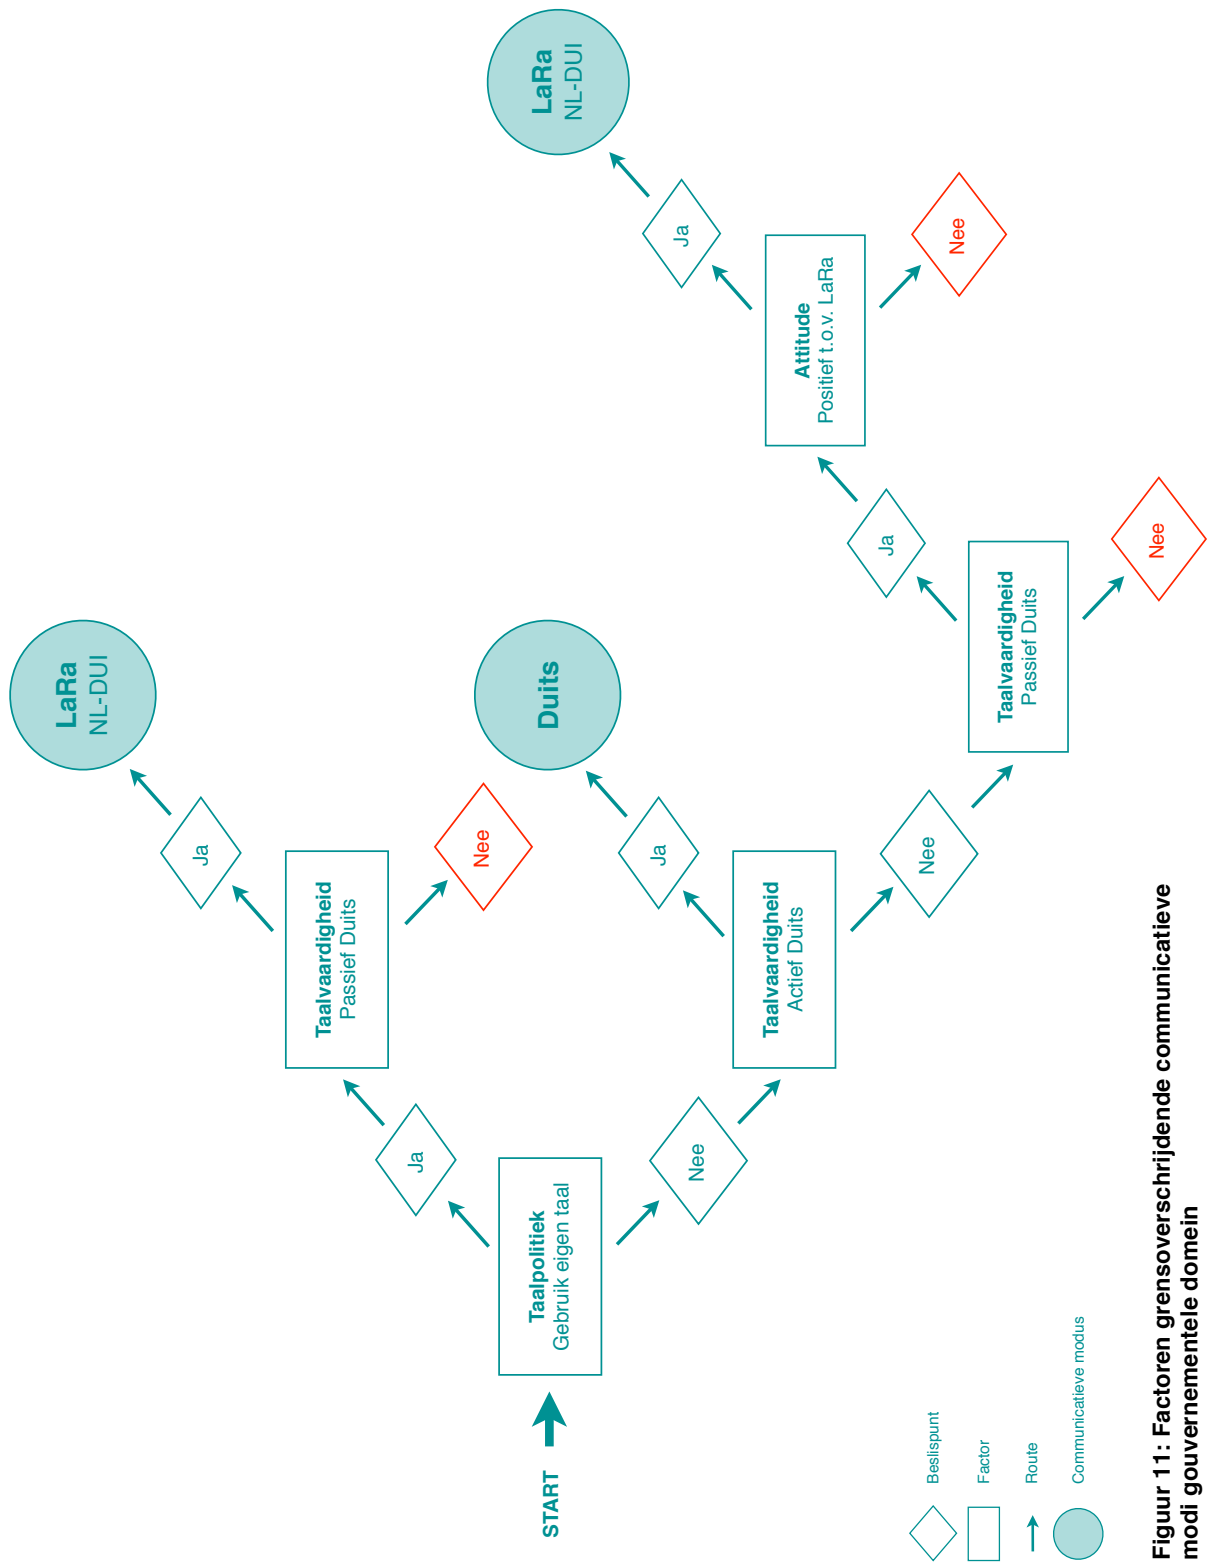 START
Taalpolitiek
Gebruik eigen taal
Ja
Taalvaardigheid
Passief Duits
Ja
LaRa
NL-DUI
Nee
Nee
Taalvaardigheid
Actief Duits
Ja
Duits
Nee
Taalvaardigheid
Passief Duits
Ja
Attitude
Positief t.o.v. LaRa
Ja
LaRa
NL-DUI
Nee
Nee
Beslispunt
Factor
Route
Communicatieve modus
Figuur 11: Factoren grensoverschrijdende communicatieve
modi gouvernementele domein